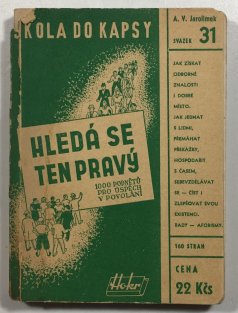 KOLA DO KAPSY
A. V. Jarolímek
SVAZEK 31
HLEDÁ SE
TEN PRAVÝ
1000 PODNĚTŮ
PRO ÚSPĚCH
V POVOLÁNÍ
JAK ZÍSKAT
ODBORNÉ
ZNALOSTI
I DOBRÉ
MÍSTO.
JAK JEDNAT
S LIDMI,
PŘEMÁHAT
PŘEKÁŽKY,
HOSPODAŘIT
S ČASEM,
SEBEVZDĚLÁVAT
SE — ČÍST I
ZLEPŠOVAT SVOU
EXISTENCI.
RADY — AFORISMY.
160 STRAN
CENA
22 Kčs